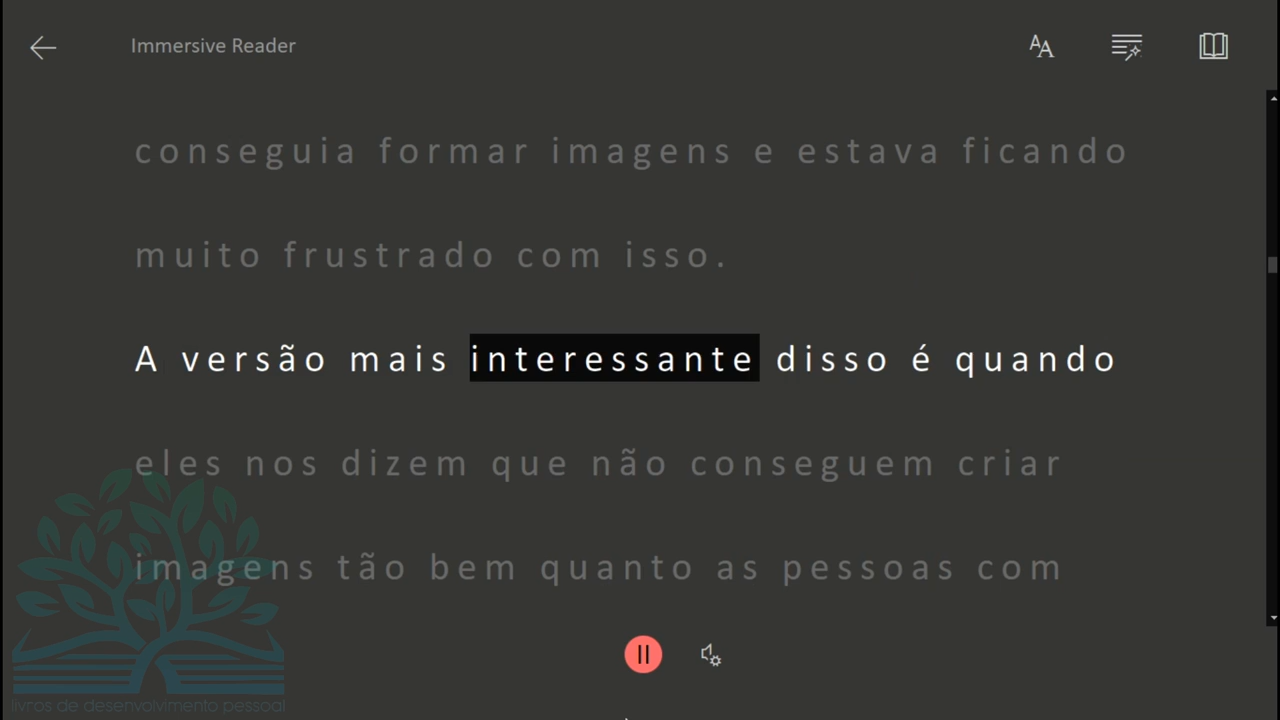 Immersive Reader
conseguia formar imagens e estava ficando
muito frustrado com isso.
A versão mais interessante disso é quando
eles nos dizem que não conseguem criar
imagens tão bem quanto as pessoas com
livros de desenvolvimento pessoal